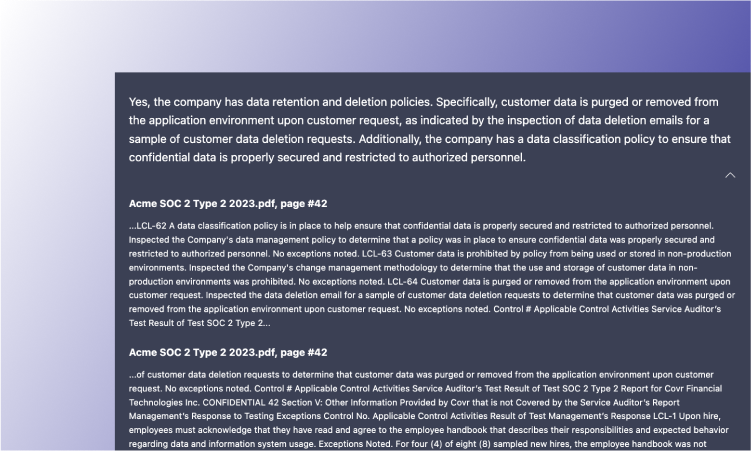 Yes, the company has data retention and deletion policies. Specifically, customer data is purged or removed from
the application environment upon customer request, as indicated by the inspection of data deletion emails for a
sample of customer data deletion requests. Additionally, the company has a data classification policy to ensure that
confidential data is properly secured and restricted to authorized personnel.
Acme SOC 2 Type 2 2023.pdf, page #42
...LCL-62 A data classification policy is in place to help ensure that confidential data is properly secured and restricted to authorized personnel.
Inspected the Company's data management policy to determine that a policy was in place to ensure confidential data was properly secured and
restricted to authorized personnel. No exceptions noted. LCL-63 Customer data is prohibited by policy from being used or stored in non-production
environments. Inspected the Company's change management methodology to determine that the use and storage of customer data in non-
production environments was prohibited. No exceptions noted. LCL-64 Customer data is purged or removed from the application environment upon
customer request. Inspected the data deletion email for a sample of customer data deletion requests to determine that customer data was purged or
removed from the application environment upon customer request. No exceptions noted. Control # Applicable Control Activities Service Auditor's
Test Result of Test SOC 2 Type 2...
Acme SOC 2 Type 2 2023.pdf, page #42
...of customer data deletion requests to determine that customer data was purged or removed from the application environment upon customer
request. No exceptions noted. Control # Applicable Control Activities Service Auditor's Test Result of Test SOC 2 Type 2 Report for Covr Financial
Technologies Inc. CONFIDENTIAL 42 Section V: Other Information Provided by Covr that is not Covered by the Service Auditor's Report
Management's Response to Testing Exceptions Control No. Applicable Control Activities Result of Test Management's Response LCL-1 Upon hire,
employees must acknowledge that they have read and agree to the employee handbook that describes their responsibilities and expected behavior
regarding data and information system usage. Exceptions Noted. For four (4) of eight (8) sampled new hires, the employee handbook was not